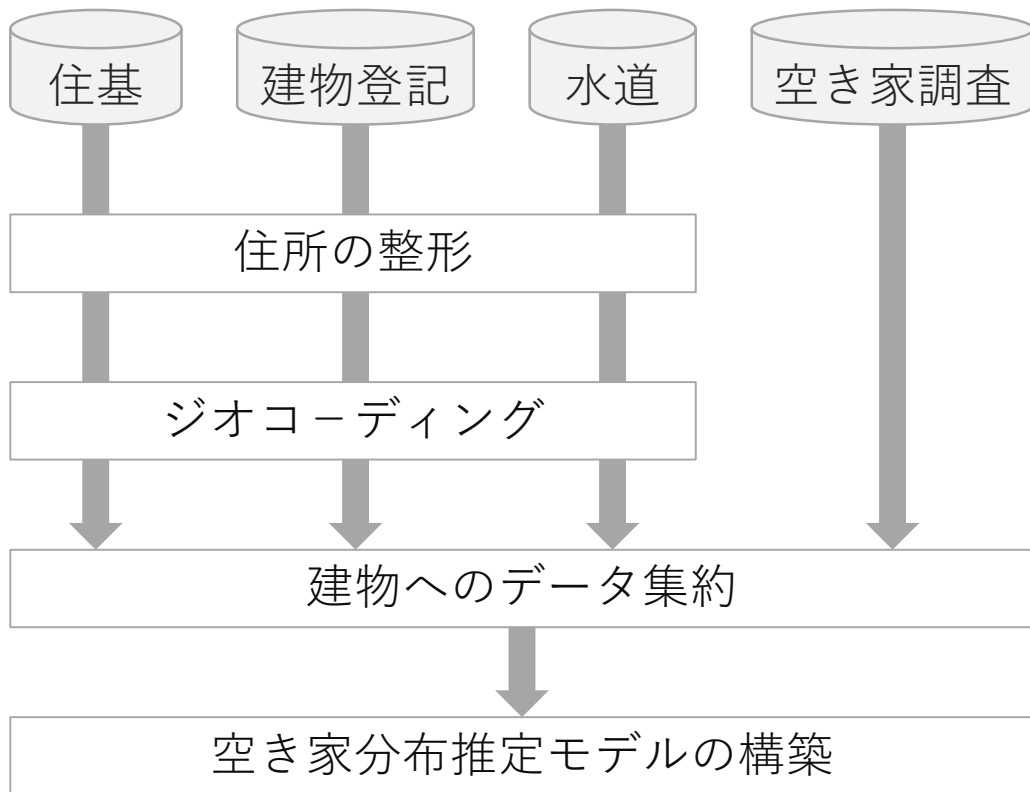 住基
建物登記
水道
空き家調査
住所の整形
ジオコーディング
建物へのデータ集約
空き家分布推定モデルの構築